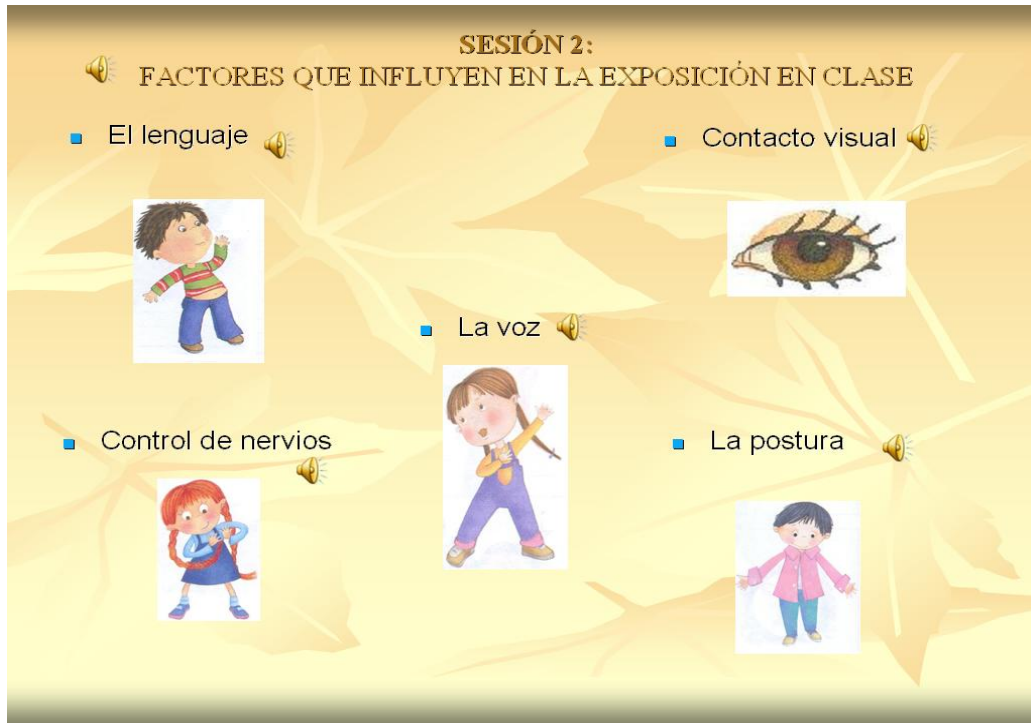 SESIÓN 2:
FACTORES QUE INFLUYEN EN LA EXPOSICIÓN EN CLASE
El lenguaje
Contacto visual
La voz
Control de nervios
La postura